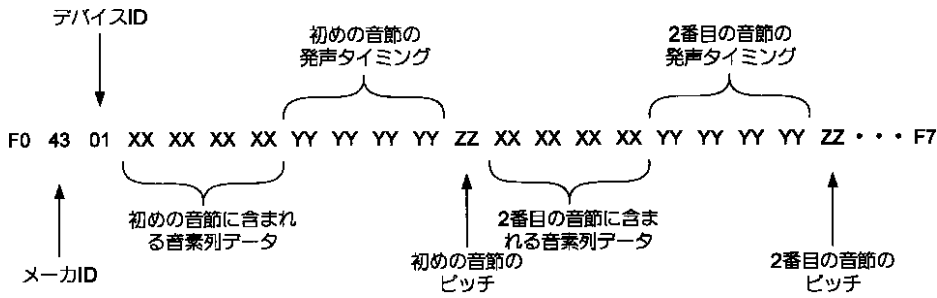 デバイスID
初めの音節の
発声タイミング
2番目の音節の
発声タイミング
F0 43 01 XX XX XX XX YY YY YY YY ZZ XX XX XX XX YY YY YY YY ZZ・・・F7
初めの音節に含まれ
る音素列データ
2番目の音節に含ま
れる音素列データ
メーカID
初めの音節の
ピッチ
2番目の音節の
ピッチ